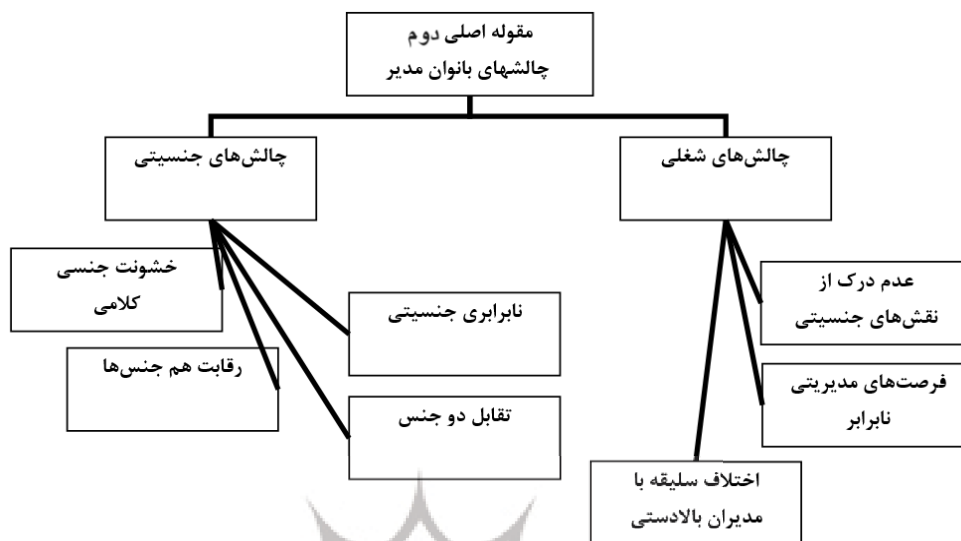 مقوله اصلی دوم
چالشهای بانوان مدیر
چالش‌های شغلی
چالش‌های جنسیتی
عدم درک از
نقش‌های جنسیتی
فرصت‌های مدیریتی
نابرابر
اختلاف سلیقه با
مدیران بالادستی
نابرابری جنسیتی
تقابل دو جنس
خشونت جنسی
کلامی
رقابت هم جنس‌ها